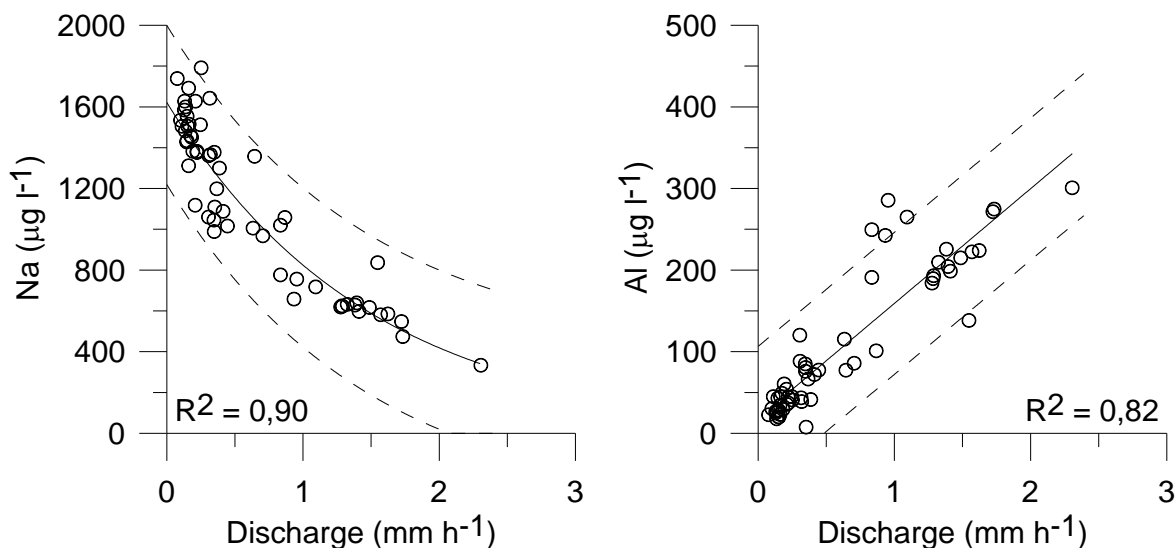 2000
1600
1200
800
400
0
Na (µg l-1)
R2 = 0,90
0 1 2 3
Discharge (mm h-1)
500
400
300
200
100
0
Al (µg l-1)
R2 = 0,82
0 1 2 3
Discharge (mm h-1)